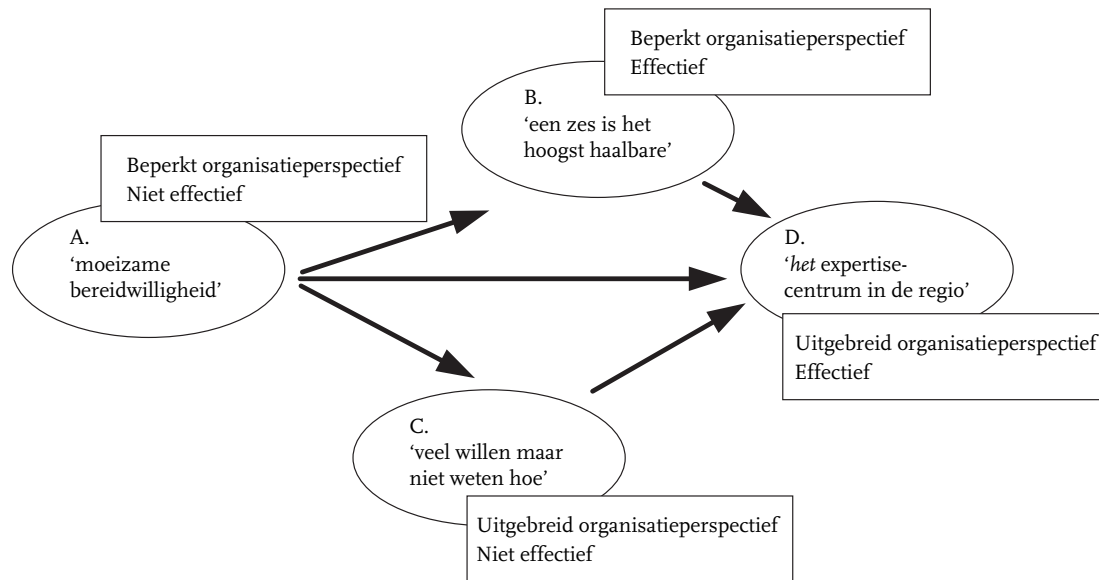 Beperkt organisatieperspectief
Effectief
B.
‘een zes is het
hoogst haalbare’
Beperkt organisatieperspectief
Niet effectief
A.
‘moeizame
bereidwilligheid’
D.
‘het expertise-
centrum in de regio’
Uitgebreid organisatieperspectief
Effectief
C.
‘veel willen maar
niet weten hoe’
Uitgebreid organisatieperspectief
Niet effectief